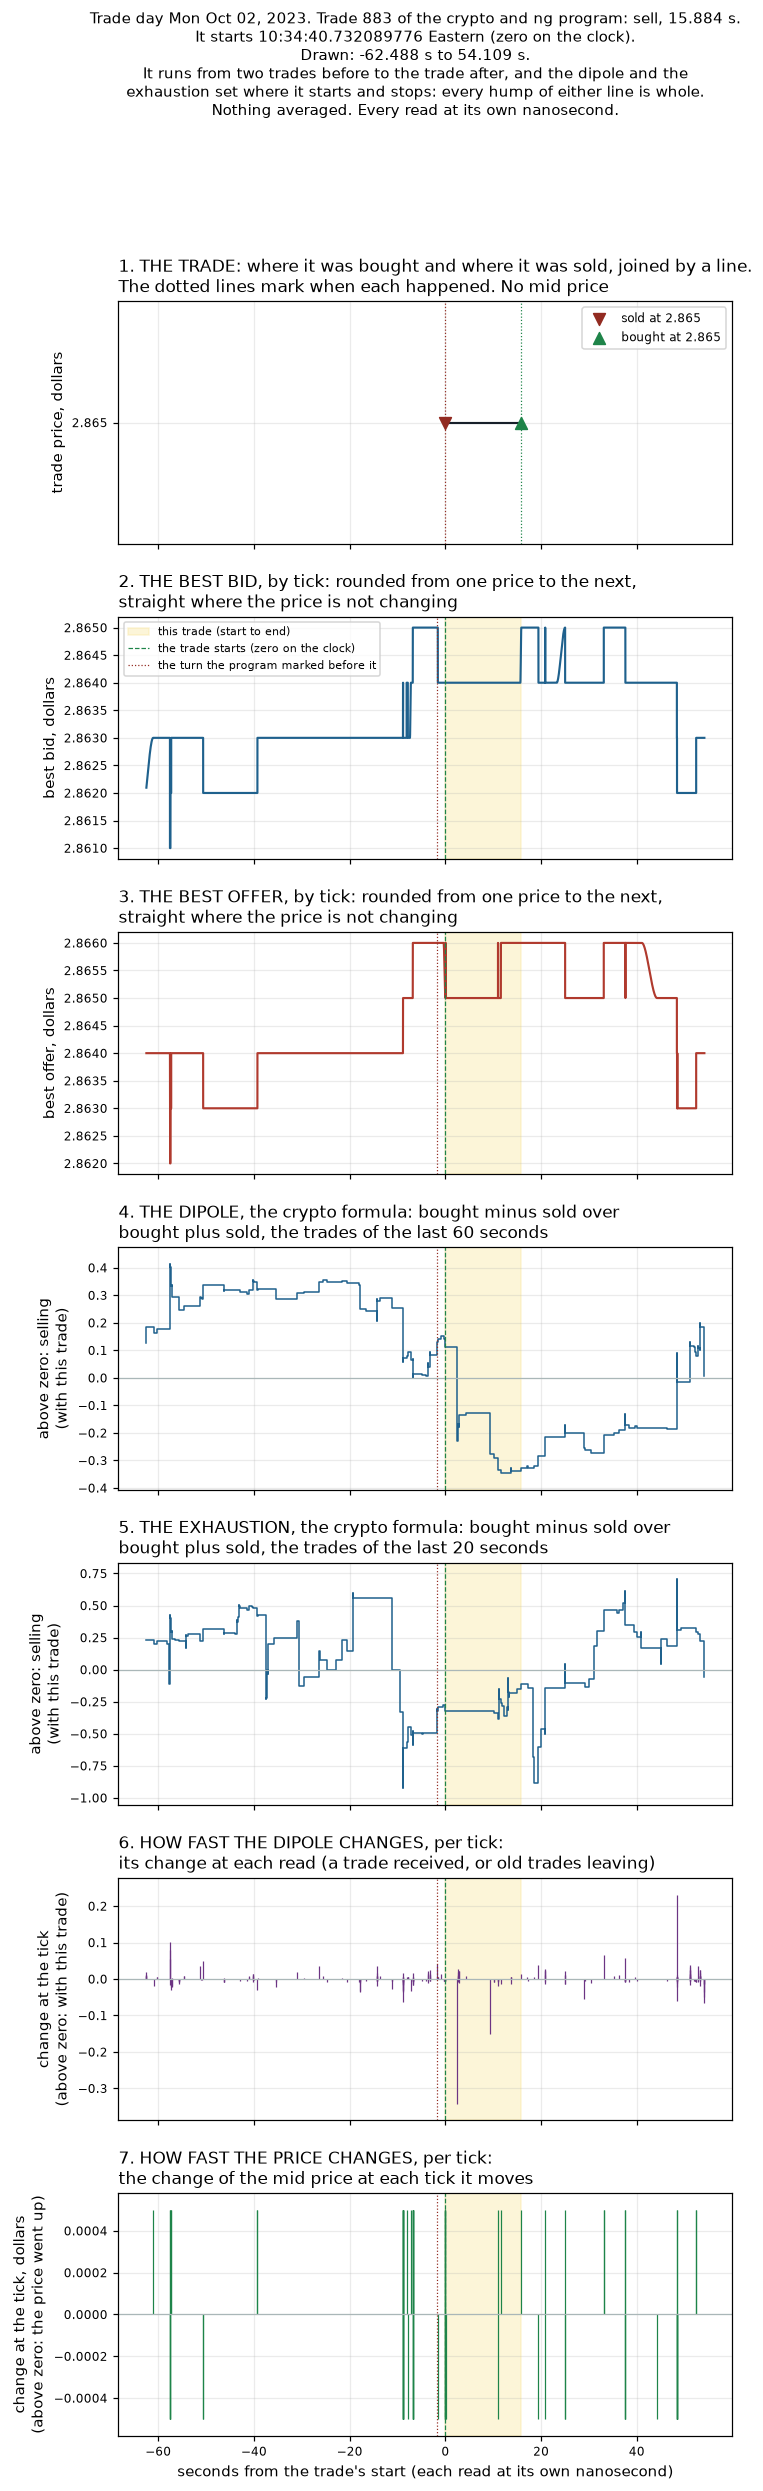 Trade day Mon Oct 02, 2023. Trade 883 of the crypto and ng program: sell, 15.884 s.
It starts 10:34:40.732089776 Eastern (zero on the clock).
Drawn: -62.488 s to 54.109 s.
It runs from two trades before to the trade after, and the dipole and the
exhaustion set where it starts and stops: every hump of either line is whole.
Nothing averaged. Every read at its own nanosecond.
1. THE TRADE: where it was bought and where it was sold, joined by a line.
The dotted lines mark when each happened. No mid price
sold at 2.865
bought at 2.865
trade price, dollars
2.865
2. THE BEST BID, by tick: rounded from one price to the next,
straight where the price is not changing
this trade (start to end)
the trade starts (zero on the clock)
the turn the program marked before it
best bid, dollars
2.8650
2.8645
2.8640
2.8635
2.8630
2.8625
2.8620
2.8615
2.8610
3. THE BEST OFFER, by tick: rounded from one price to the next,
straight where the price is not changing
best offer, dollars
2.8660
2.8655
2.8650
2.8645
2.8640
2.8635
2.8630
2.8625
2.8620
4. THE DIPOLE, the crypto formula: bought minus sold over
bought plus sold, the trades of the last 60 seconds
above zero: selling
(with this trade)
0.4
0.3
0.2
0.1
0.0
−0.1
−0.2
−0.3
−0.4
5. THE EXHAUSTION, the crypto formula: bought minus sold over
bought plus sold, the trades of the last 20 seconds
above zero: selling
(with this trade)
0.75
0.50
0.25
0.00
−0.25
−0.50
−0.75
−1.00
6. HOW FAST THE DIPOLE CHANGES, per tick:
its change at each read (a trade received, or old trades leaving)
change at the tick
(above zero: with this trade)
0.2
0.1
0.0
−0.1
−0.2
−0.3
7. HOW FAST THE PRICE CHANGES, per tick:
the change of the mid price at each tick it moves
change at the tick, dollars
(above zero: the price went up)
0.0004
0.0002
0.0000
−0.0002
−0.0004
−60 −40 −20 0 20 40
seconds from the trade's start (each read at its own nanosecond)